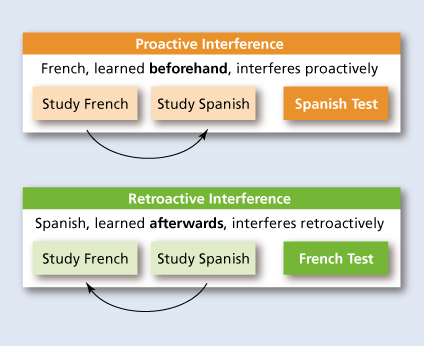 Proactive Interference
French, learned beforehand, interferes proactively
Study French
Study Spanish
Spanish Test
Retroactive Interference
Spanish, learned afterwards, interferes retroactively
Study French
Study Spanish
French Test